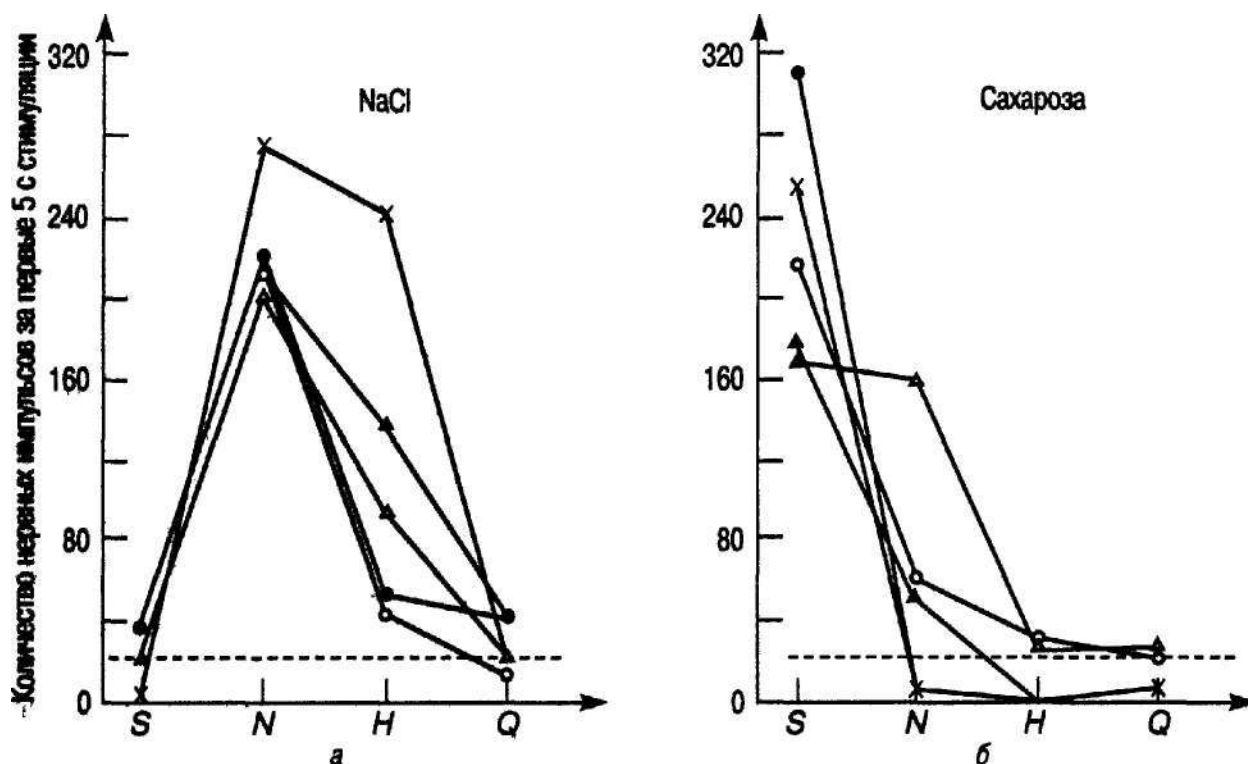 Количество нервных импульсов за первые 5 с стимуляции
320
240
160
80
0
NaCl
S N H Q
а
320
240
160
80
0
Сахароза
S N H Q
б